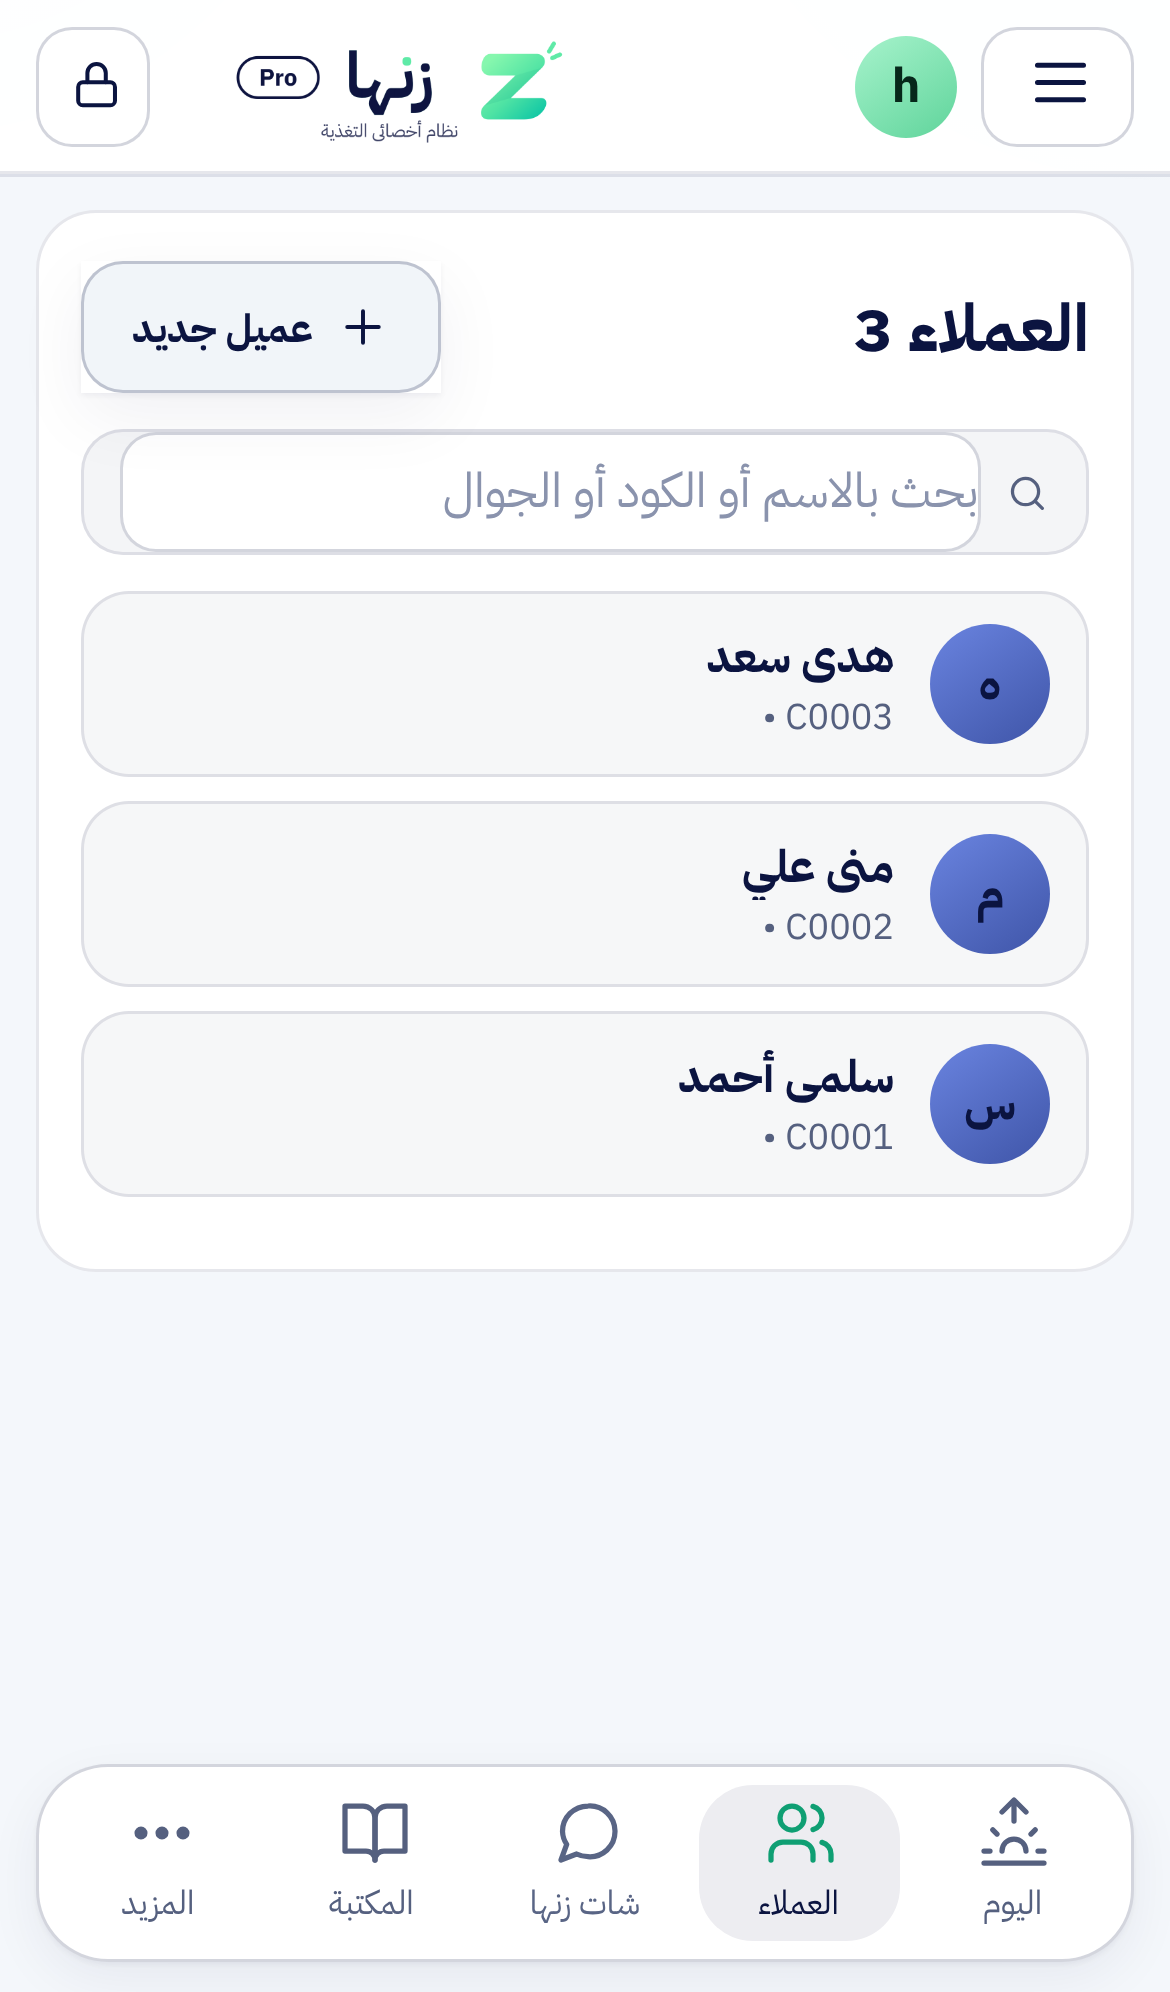 h
زنها
Pro
نظام أخصائي التغذية
العملاء 3
عميل جديد
بحث بالاسم أو الكود أو الجوال
ه
هدى سعد
C0003 •
م
منى علي
C0002 •
س
سلمى أحمد
C0001 •
اليوم
العملاء
شات زنها
المكتبة
المزيد